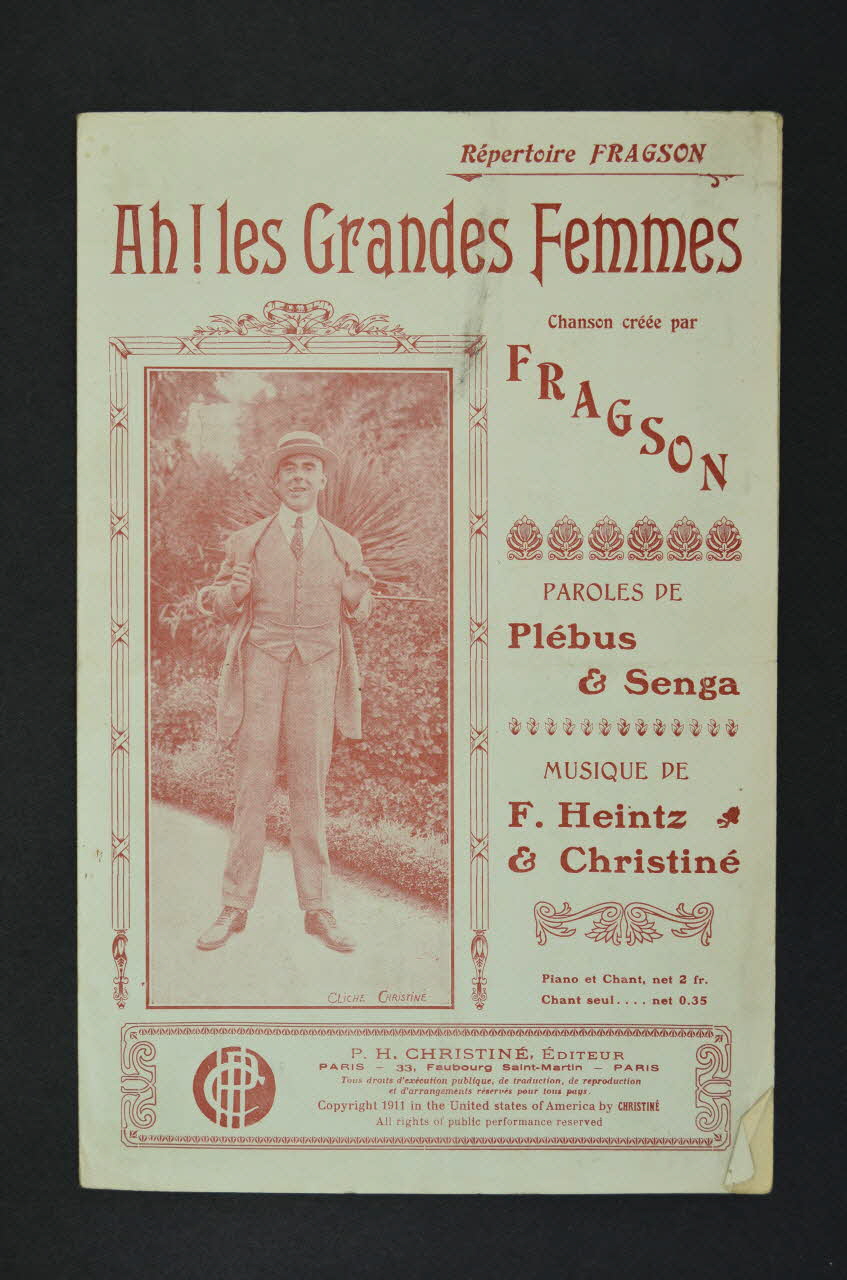 Répertoire FRAGSON
Ah! les Grandes Femmes
Chanson créée par
FRAGSON
PAROLES DE
Plébus
& Senga
MUSIQUE DE
F. Heintz
& Christiné
Piano et Chant, net 2 fr.
Chant seul.... net 0.35
CLICHÉ CHRISTINÉ
P. H. CHRISTINÉ, ÉDITEUR
PARIS – 33, Faubourg Saint-Martin – PARIS
Tous droits d'exécution publique, de traduction, de reproduction
et d'arrangements réservés pour tous pays.
Copyright 1911 in the United states of America by CHRISTINÉ
All rights of public performance reserved